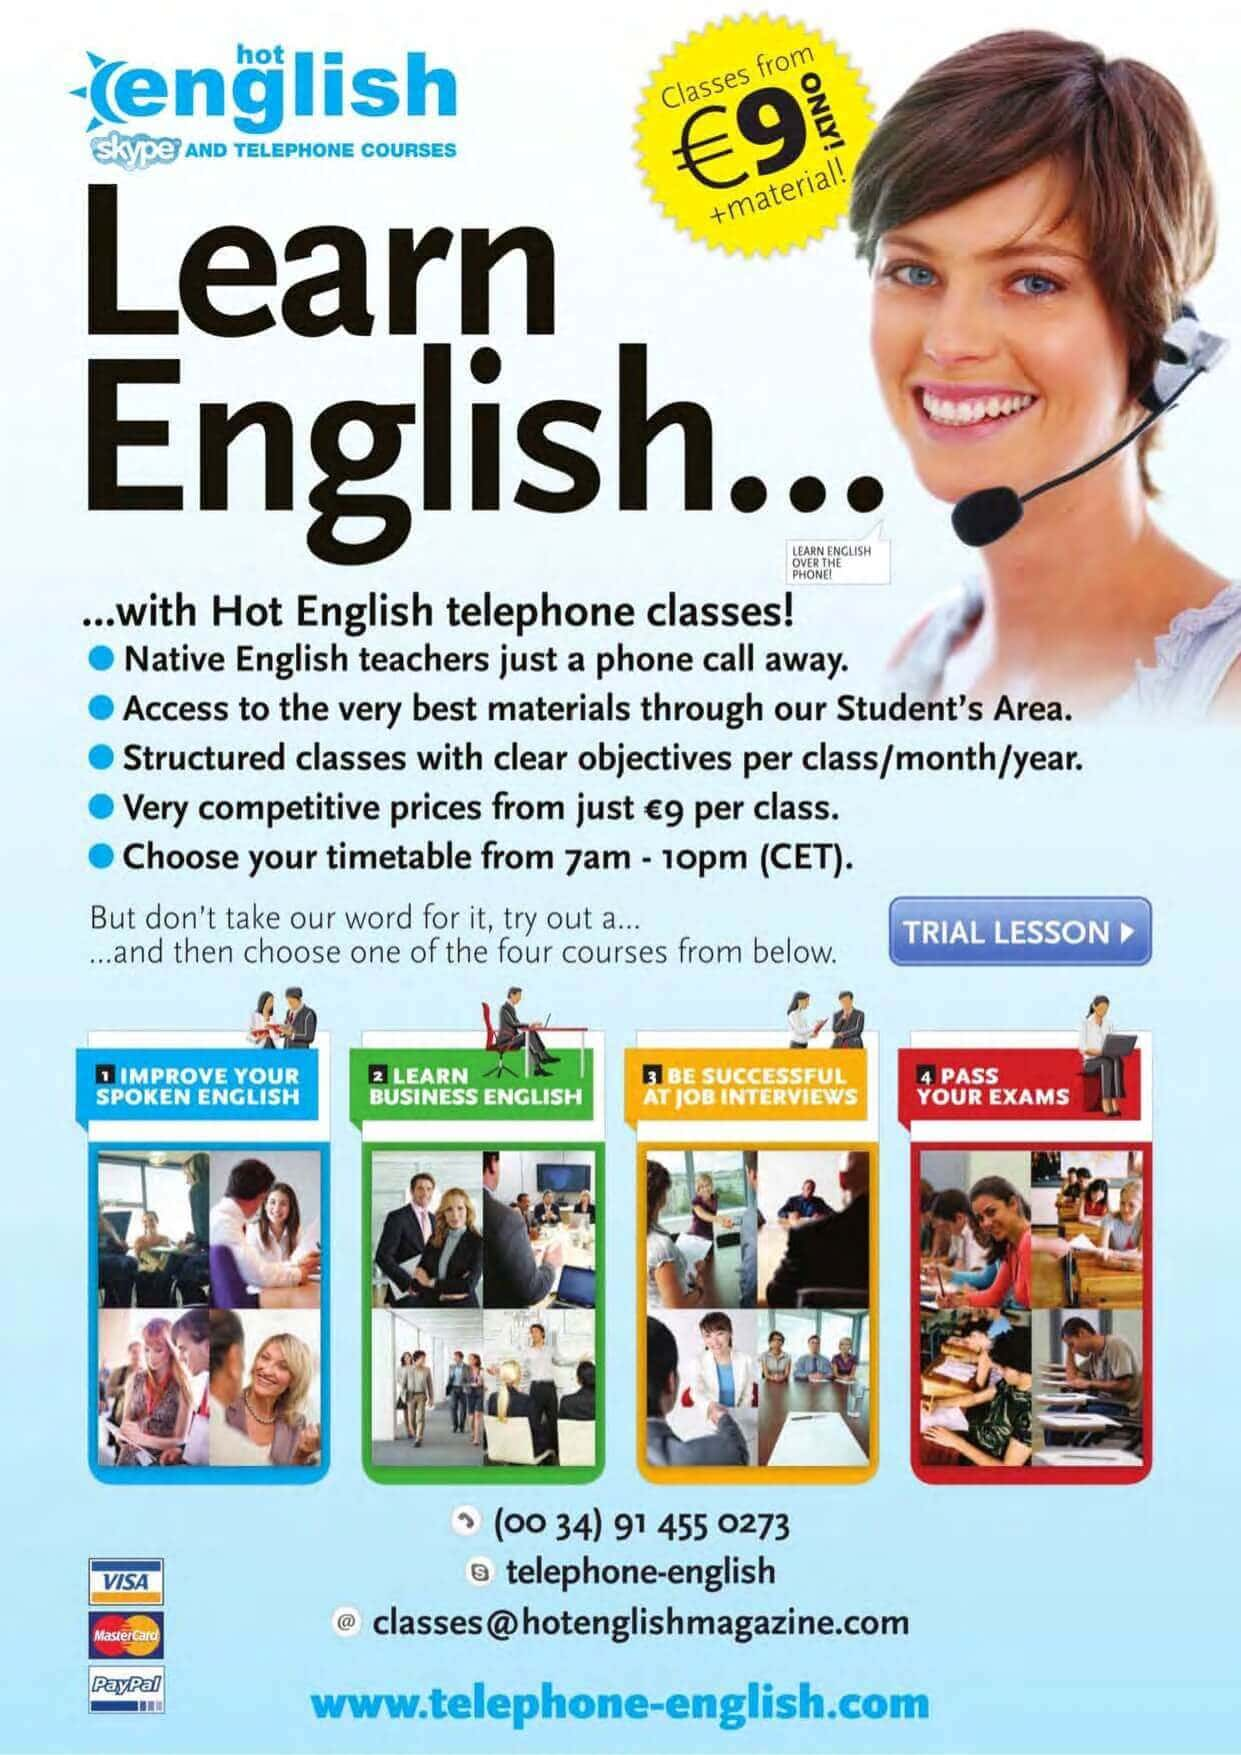 hot
english
skype AND TELEPHONE COURSES
Classes from
€9 ONLY!
+material!
Learn
English...
LEARN ENGLISH
OVER THE
PHONE!
...with Hot English telephone classes!
Native English teachers just a phone call away.
Access to the very best materials through our Student's Area.
Structured classes with clear objectives per class/month/year.
Very competitive prices from just €9 per class.
Choose your timetable from 7am - 10pm (CET).
But don't take our word for it, try out a...
...and then choose one of the four courses from below.
TRIAL LESSON
1 IMPROVE YOUR
SPOKEN ENGLISH
2 LEARN
BUSINESS ENGLISH
3 BE SUCCESSFUL
AT JOB INTERVIEWS
4 PASS
YOUR EXAMS
(00 34) 91 455 0273
telephone-english
@ classes@hotenglishmagazine.com
VISA
MasterCard
PayPal
www.telephone-english.com